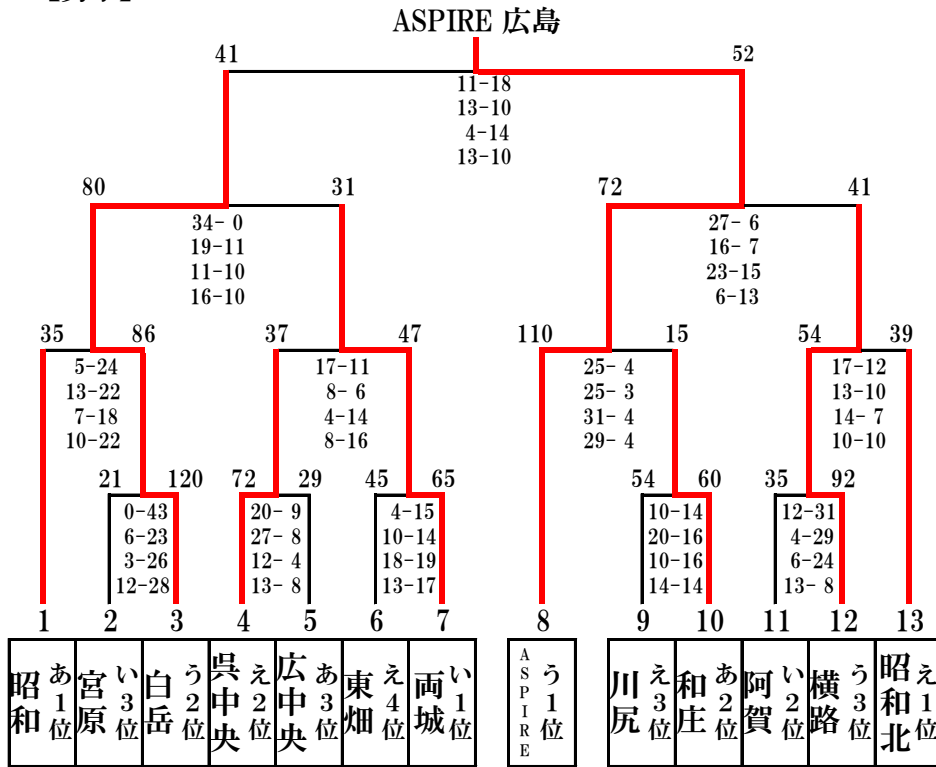 ASPIRE 広島
41 52
11-18
13-10
4-14
13-10
80 31 72 41
34- 0
19-11
11-10
16-10
27- 6
16- 7
23-15
6-13
35 86 37 47 110 15 54 39
5-24
13-22
7-18
10-22
17-11
8- 6
4-14
8-16
25- 4
25- 3
31- 4
29- 4
17-12
13-10
14- 7
10-10
21 120 72 29 45 65 54 60 35 92
0-43
6-23
3-26
12-28
20- 9
27- 8
12- 4
13- 8
4-15
10-14
18-19
13-17
10-14
20-16
10-16
14-14
12-31
4-29
6-24
13- 8
1 2 3 4 5 6 7 8 9 10 11 12 13
昭和 あ1位
宮原 い3位
白岳 う2位
呉中央 え2位
広中央 あ3位
東畑 え4位
両城 い1位
ASPIRE う1位
川尻 え3位
和庄 あ2位
阿賀 い2位
横路 う3位
昭和北 え1位